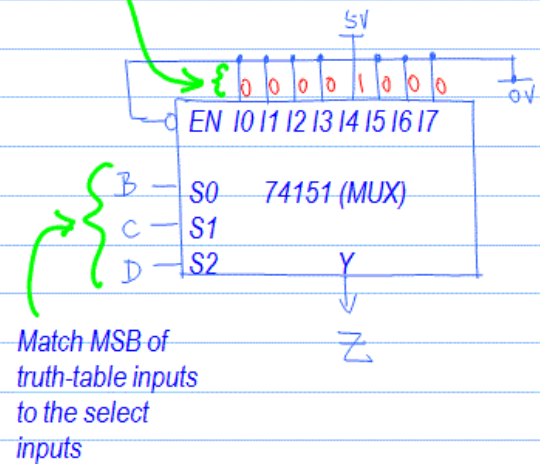 5V
0 0 0 0 1 0 0 0
0V
EN I0 I1 I2 I3 I4 I5 I6 I7
B S0 74151 (MUX)
C S1
D S2 Y
Z
Match MSB of
truth-table inputs
to the select
inputs